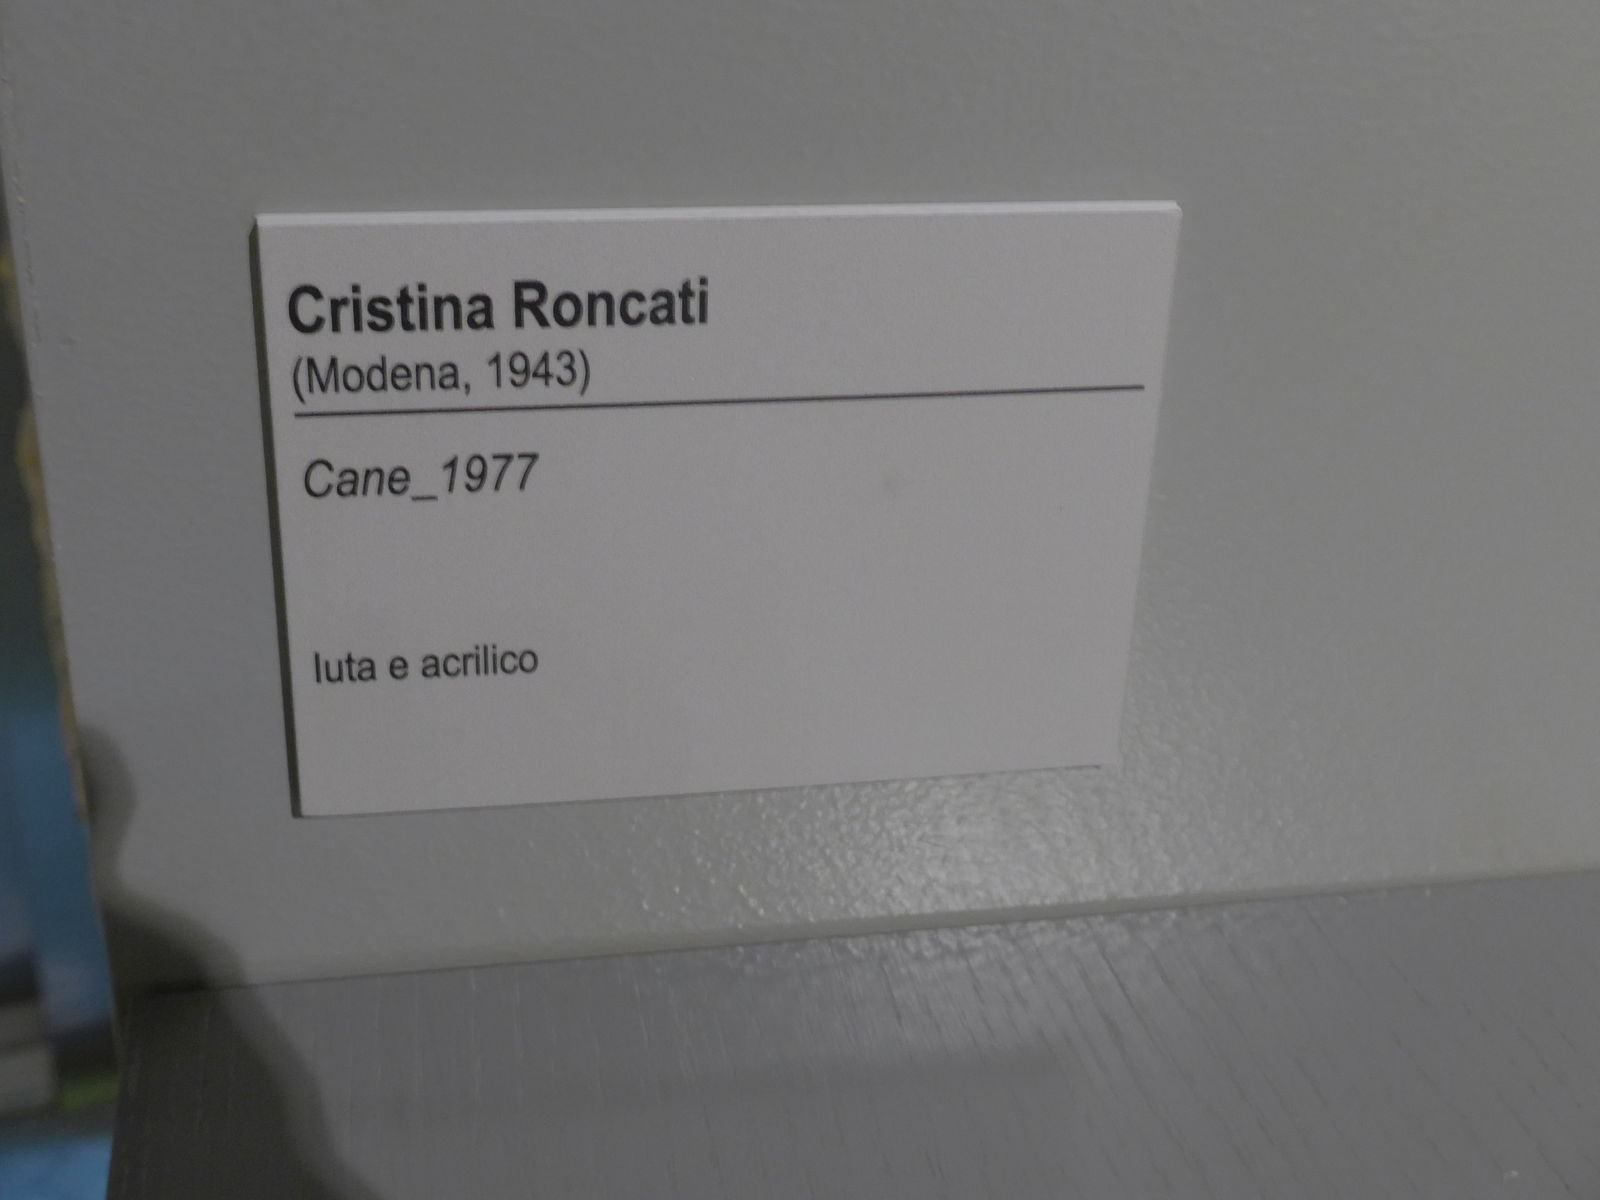 Cristina Roncati
(Modena, 1943)
Cane_1977
Iuta e acrilico